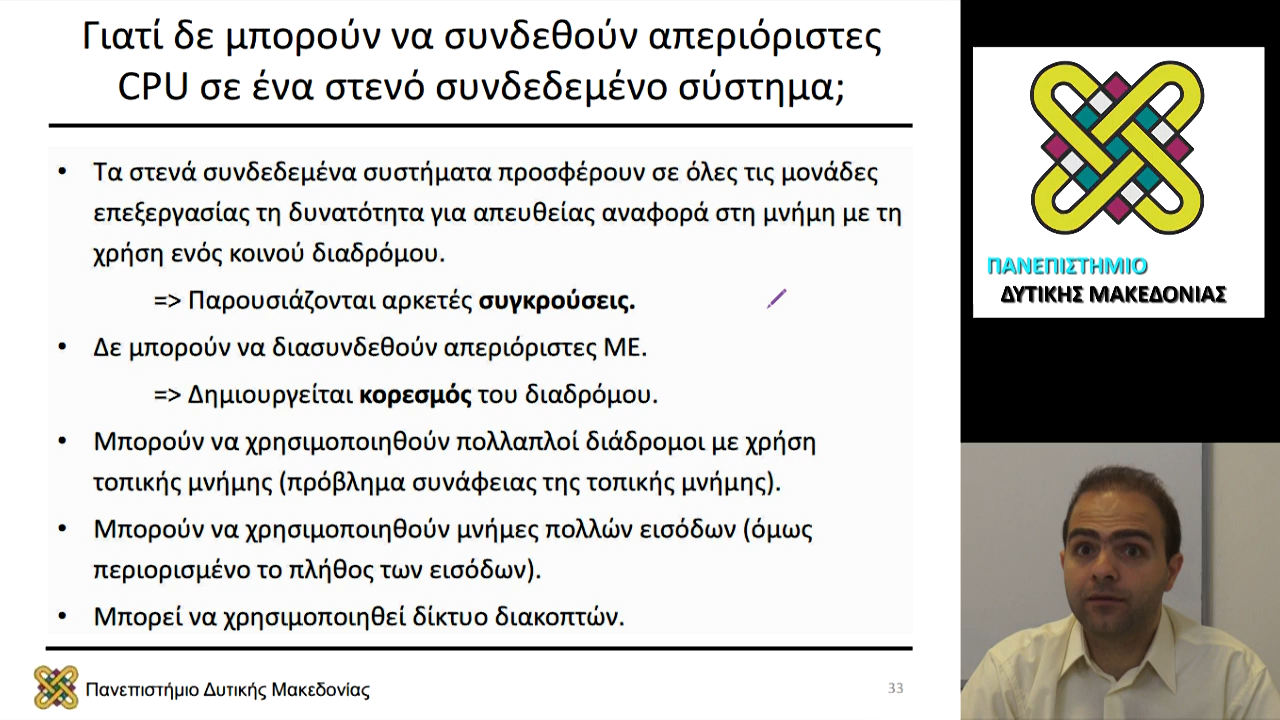 Γιατί δε μπορούν να συνδεθούν απεριόριστες
CPU σε ένα στενό συνδεδεμένο σύστημα;
• Τα στενά συνδεδεμένα συστήματα προσφέρουν σε όλες τις μονάδες
επεξεργασίας τη δυνατότητα για απευθείας αναφορά στη μνήμη με τη
χρήση ενός κοινού διαδρόμου.
=> Παρουσιάζονται αρκετές συγκρούσεις.
• Δε μπορούν να διασυνδεθούν απεριόριστες ΜΕ.
=> Δημιουργείται κορεσμός του διαδρόμου.
• Μπορούν να χρησιμοποιηθούν πολλαπλοί διάδρομοι με χρήση
τοπικής μνήμης (πρόβλημα συνάφειας της τοπικής μνήμης).
• Μπορούν να χρησιμοποιηθούν μνήμες πολλών εισόδων (όμως
περιορισμένο το πλήθος των εισόδων).
• Μπορεί να χρησιμοποιηθεί δίκτυο διακοπτών.
Πανεπιστήμιο Δυτικής Μακεδονίας
33
ΠΑΝΕΠΙΣΤΗΜΙΟ
ΔΥΤΙΚΗΣ ΜΑΚΕΔΟΝΙΑΣ